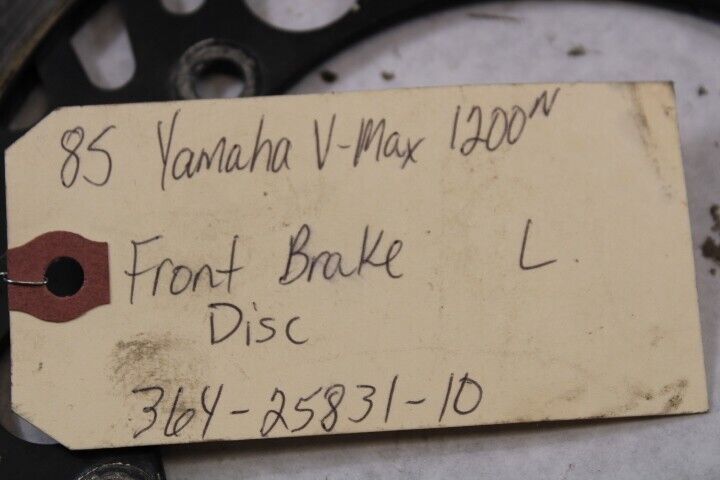 85 Yamaha V-Max 1200N
Front Brake L
Disc
364-25831-10